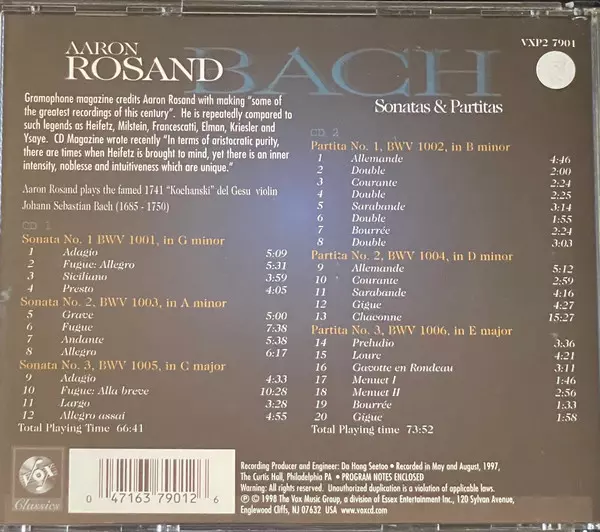 AARON
ROSAND
BACH
VXP2 7901
Sonatas & Partitas
Gramophone magazine credits Aaron Rosand with making "some of
the greatest recordings of this century". He is repeatedly compared to
such legends as Heifetz, Milstein, Francescatti, Elman, Kriesler and
Ysaye. CD Magazine wrote recently "In terms of aristocratic purity,
there are times when Heifetz is brought to mind, yet there is an inner
intensity, noblesse and intuitiveness which are unique."
Aaron Rosand plays the famed 1741 "Kochanski" del Gesu violin
Johann Sebastian Bach (1685 - 1750)
CD 1
Sonata No. 1 BWV 1001, in G minor
1 Adagio 5:09
2 Fugue: Allegro 5:31
3 Siciliano 3:59
4 Presto 4:05
Sonata No. 2, BWV 1003, in A minor
5 Grave 5:00
6 Fugue 7:38
7 Andante 5:38
8 Allegro 6:17
Sonata No. 3, BWV 1005, in C major
9 Adagio 4:33
10 Fugue: Alla breve 10:28
11 Largo 3:28
12 Allegro assai 4:55
Total Playing Time 66:41
CD 2
Partita No. 1, BWV 1002, in B minor
1 Allemande 4:46
2 Double 2:00
3 Courante 2:24
4 Double 2:25
5 Sarabande 3:14
6 Double 1:55
7 Bourrée 2:24
8 Double 3:03
Partita No. 2, BWV 1004, in D minor
9 Allemande 5:12
10 Courante 2:59
11 Sarabande 4:16
12 Gigue 4:27
13 Chaconne 15:27
Partita No. 3, BWV 1006, in E major
14 Preludio 3:36
15 Loure 4:21
16 Gavotte en Rondeau 3:11
17 Menuet I 1:46
18 Menuet II 2:56
19 Bourrée 1:33
20 Gigue 1:58
Total Playing Time 73:52
VOX
Classics
0 47163 79012 6
Recording Producer and Engineer: Da Hong Seetoo • Recorded in May and August, 1997,
The Curtis Hall, Philadelphia PA • PROGRAM NOTES ENCLOSED
Warning: All rights reserved. Unauthorized duplication is a violation of applicable laws.
Ⓟ © 1998 The Vox Music Group, a division of Essex Entertainment Inc., 120 Sylvan Avenue,
Englewood Cliffs, NJ 07632 USA www.voxcd.com